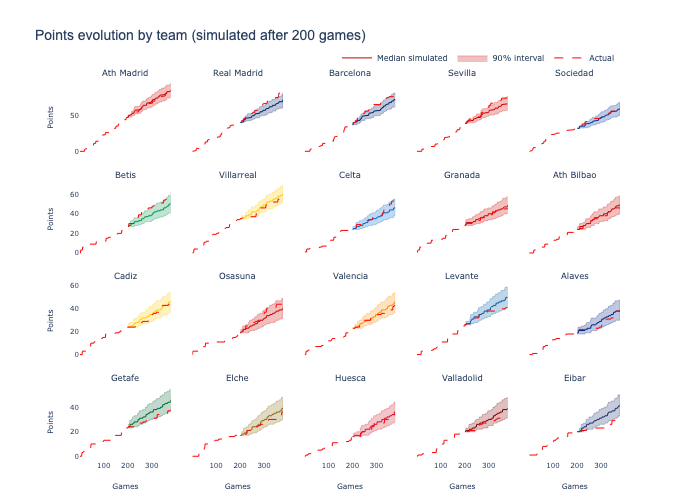 Points evolution by team (simulated after 200 games)
Median simulated 90% interval Actual
Ath Madrid Real Madrid Barcelona Sevilla Sociedad
50
0
Points
Betis Villarreal Celta Granada Ath Bilbao
60
40
20
0
Points
Cadiz Osasuna Valencia Levante Alaves
60
40
20
0
Points
Getafe Elche Huesca Valladolid Eibar
40
20
0
Points
100 200 300 100 200 300 100 200 300 100 200 300 100 200 300
Games Games Games Games Games